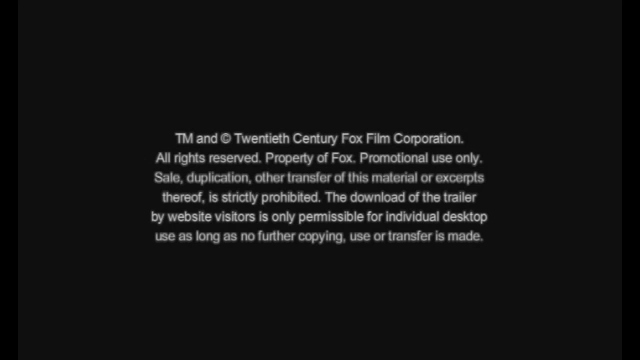 TM and © Twentieth Century Fox Film Corporation.
All rights reserved. Property of Fox. Promotional use only.
Sale, duplication, other transfer of this material or excerpts
thereof, is strictly prohibited. The download of the trailer
by website visitors is only permissible for individual desktop
use as long as no further copying, use or transfer is made.